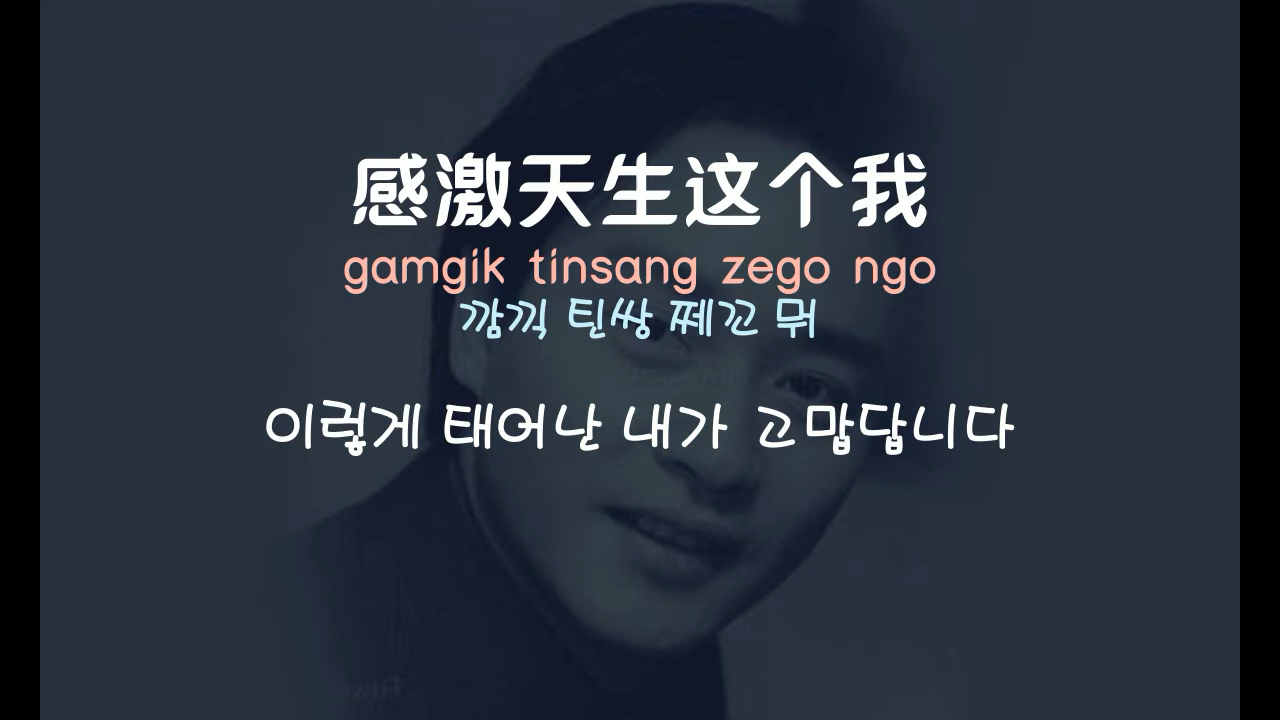 感激天生这个我
gamgik tinsang zego ngo
깜끽 틴쌍 쩨꼬 뭐
이렇게 태어난 내가 고맙답니다